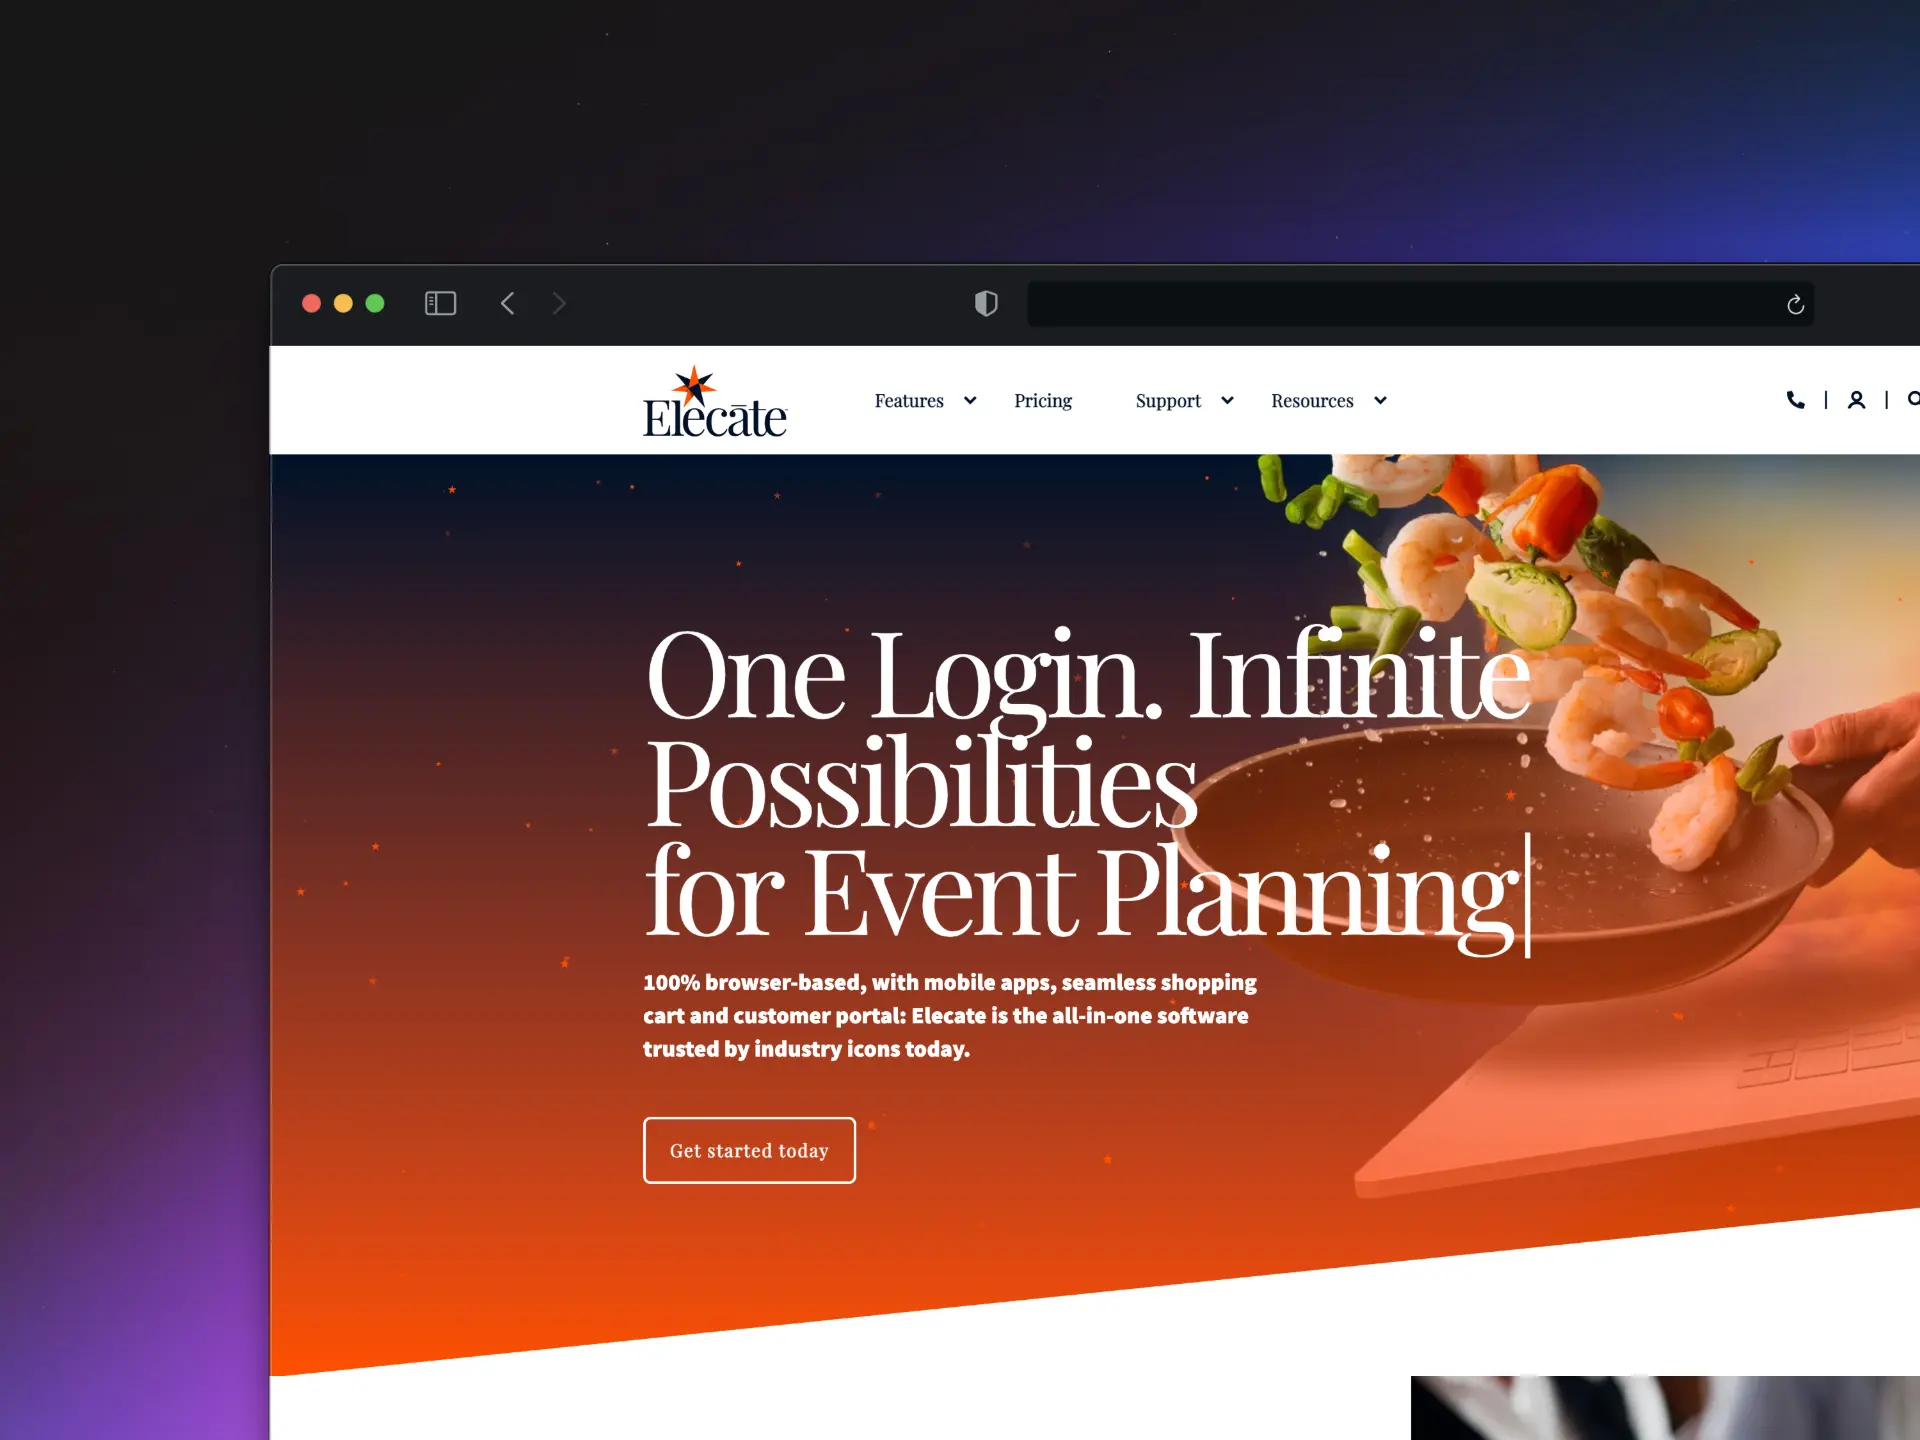 Elecāte
Features
Pricing
Support
Resources
One Login. Infinite
Possibilities
for Event Planning
100% browser-based, with mobile apps, seamless shopping
cart and customer portal: Elecate is the all-in-one software
trusted by industry icons today.
Get started today